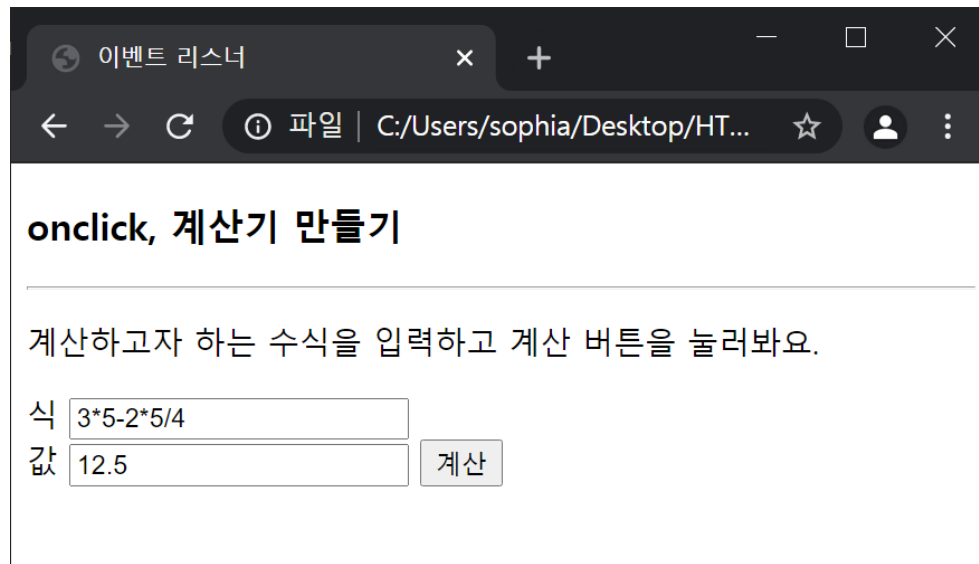 이벤트 리스너
파일 | C:/Users/sophia/Desktop/HT...
onclick, 계산기 만들기
계산하고자 하는 수식을 입력하고 계산 버튼을 눌러봐요.
식 3*5-2*5/4
값 12.5 계산